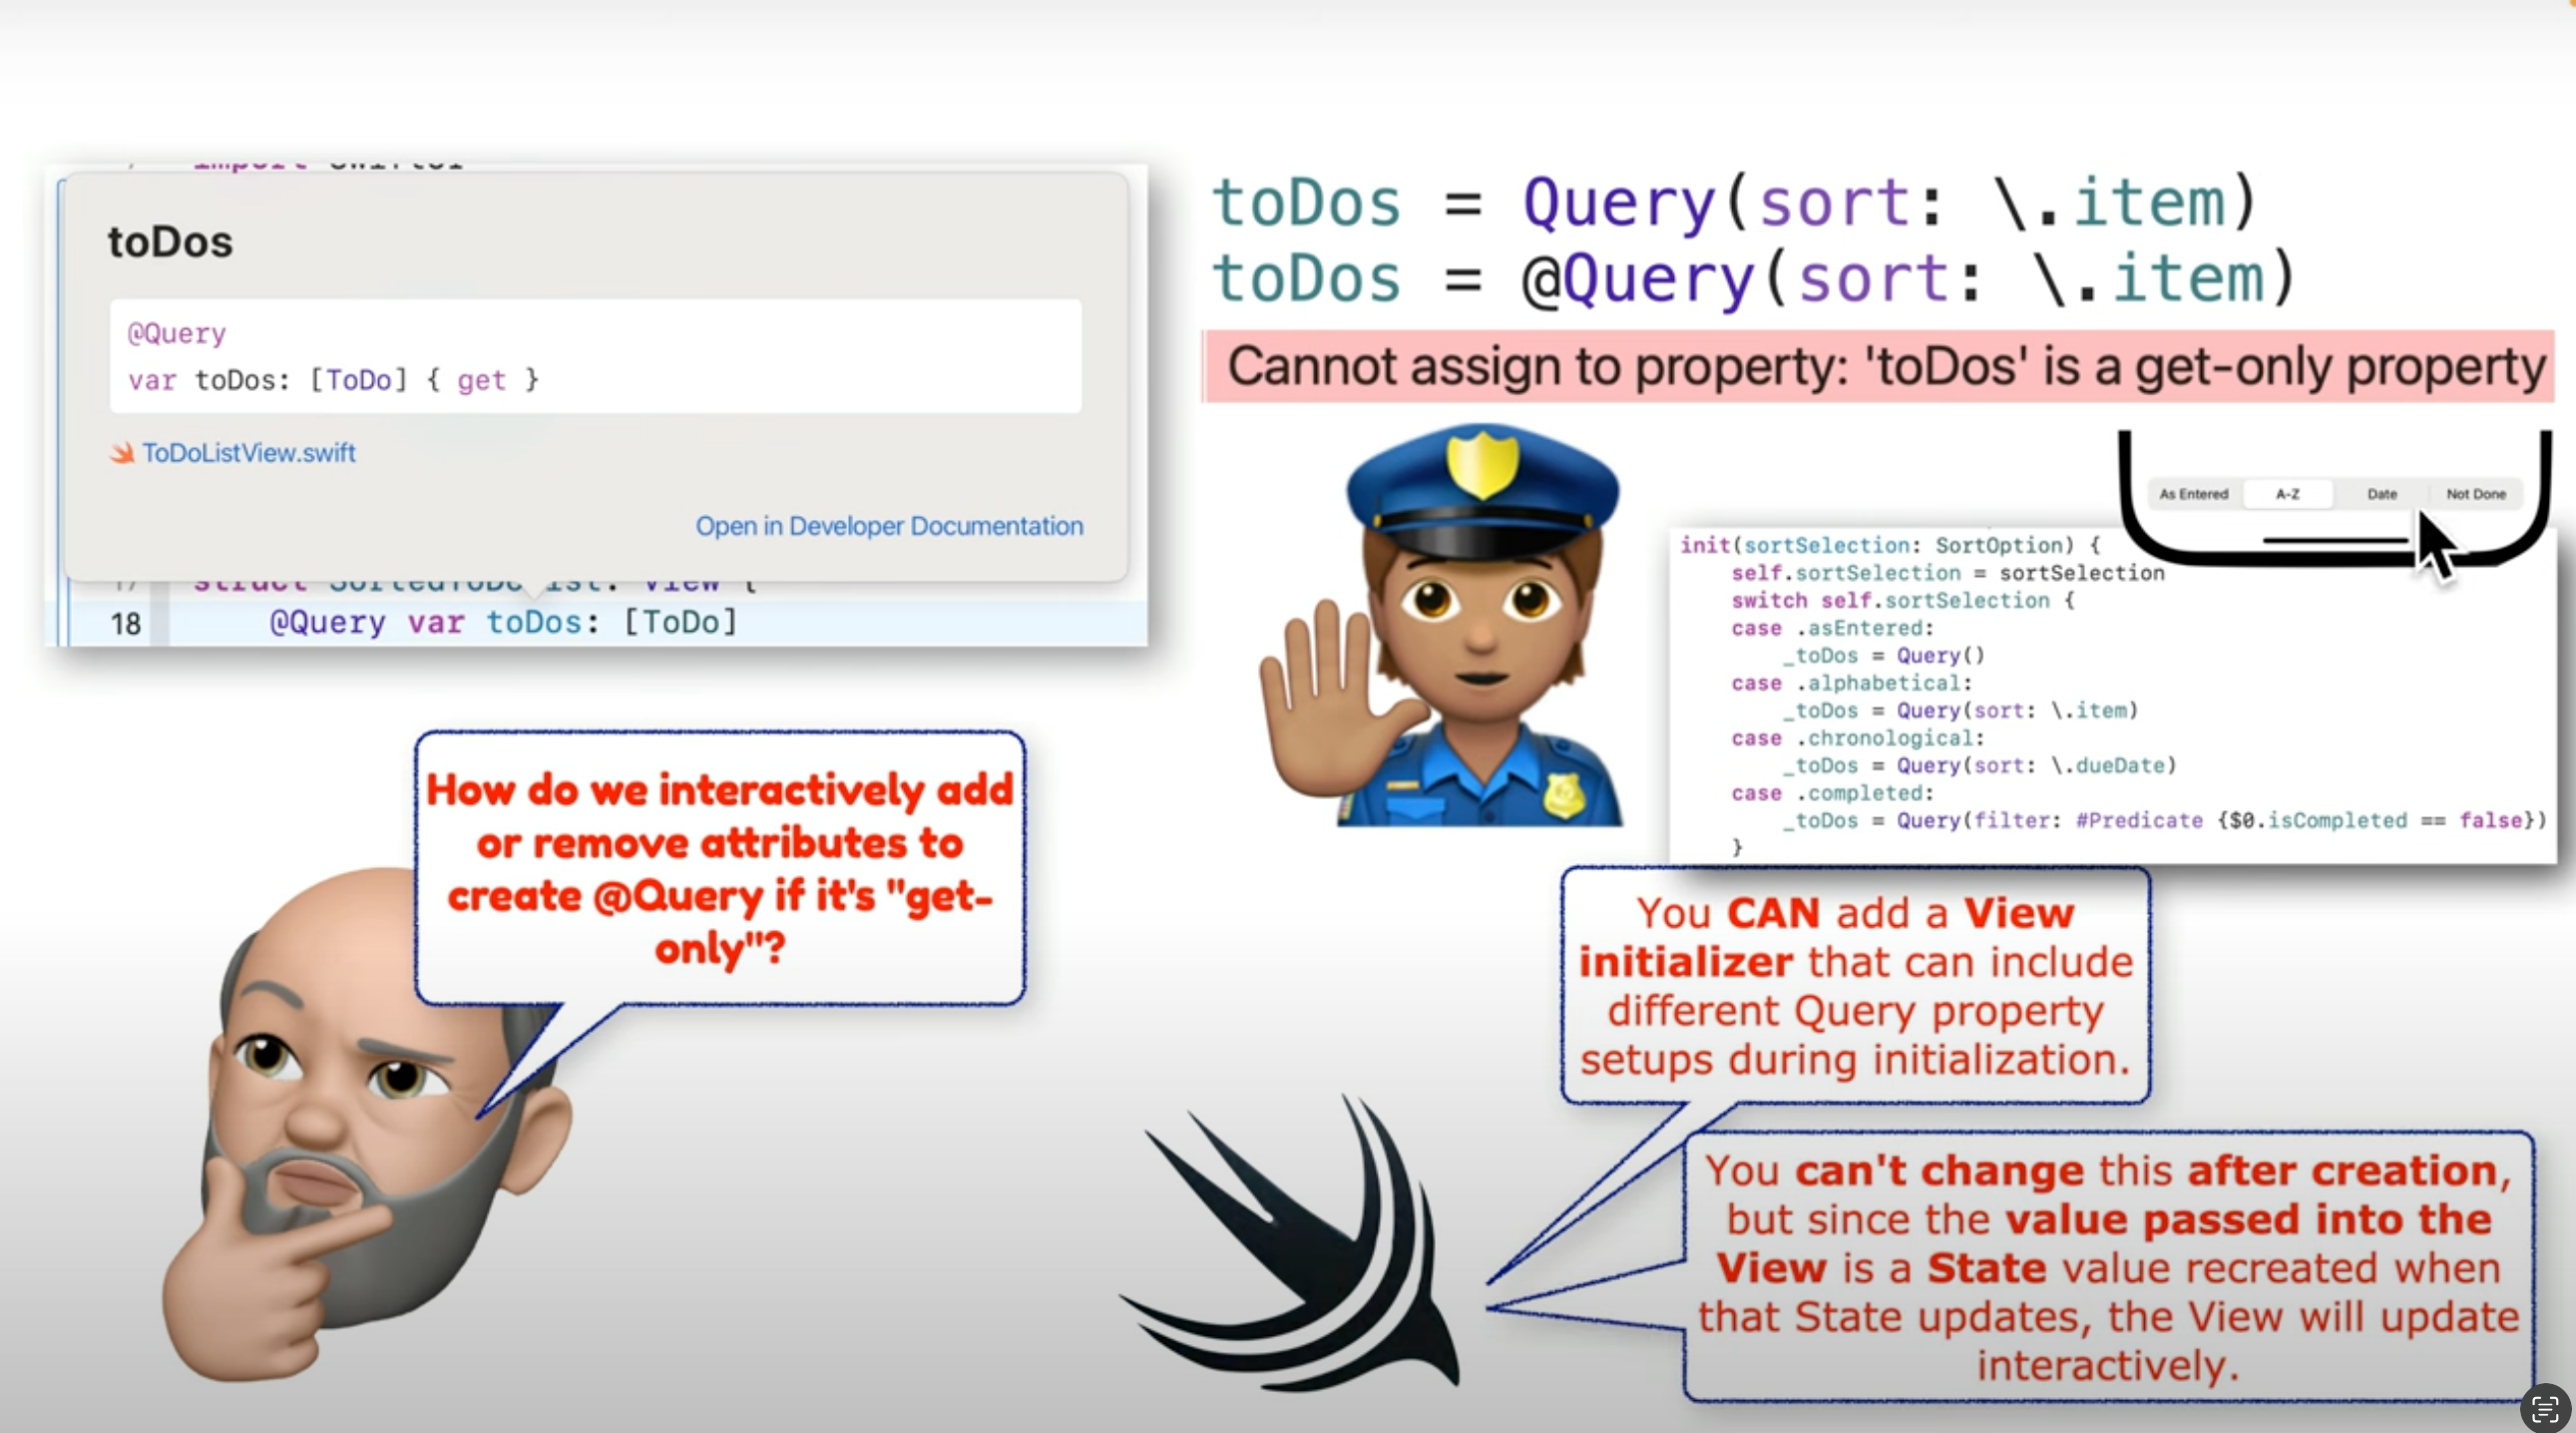 toDos
@Query
var toDos: [ToDo] { get }
ToDoListView.swift
Open in Developer Documentation
18 @Query var toDos: [ToDo]
toDos = Query(sort: \.item)
toDos = @Query(sort: \.item)
Cannot assign to property: 'toDos' is a get-only property
As Entered A-Z Date Not Done
init(sortSelection: SortOption) {
self.sortSelection = sortSelection
switch self.sortSelection {
case .asEntered:
_toDos = Query()
case .alphabetical:
_toDos = Query(sort: \.item)
case .chronological:
_toDos = Query(sort: \.dueDate)
case .completed:
_toDos = Query(filter: #Predicate {$0.isCompleted == false})
}
How do we interactively add
or remove attributes to
create @Query if it's "get-
only"?
You CAN add a View
initializer that can include
different Query property
setups during initialization.
You can't change this after creation,
but since the value passed into the
View is a State value recreated when
that State updates, the View will update
interactively.